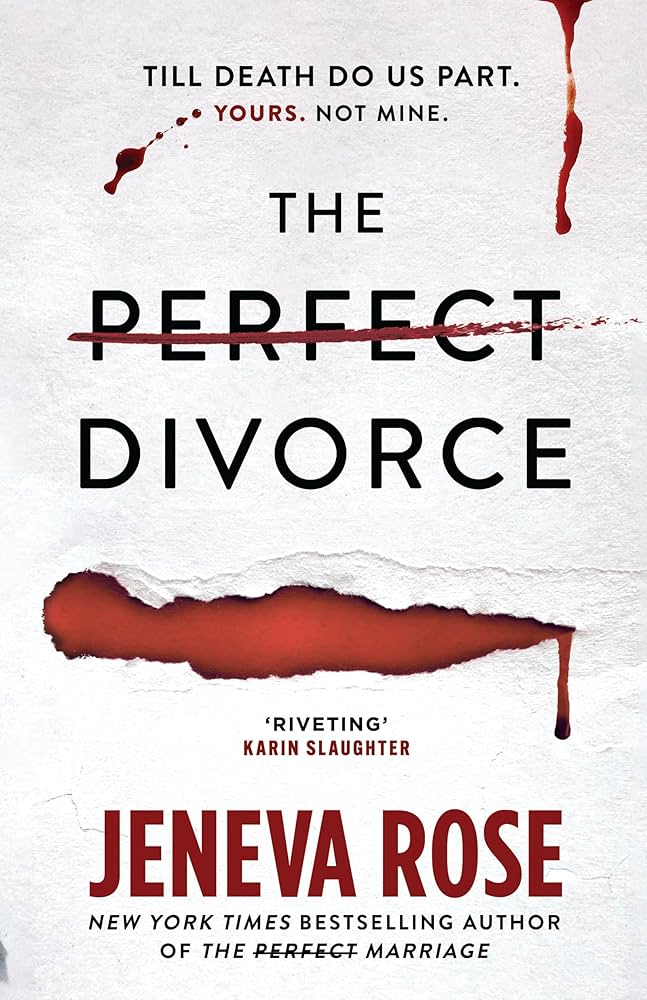 TILL DEATH DO US PART.
YOURS. NOT MINE.
THE
PERFECT
DIVORCE
‘RIVETING’
KARIN SLAUGHTER
JENEVA ROSE
NEW YORK TIMES BESTSELLING AUTHOR
OF THE PERFECT MARRIAGE